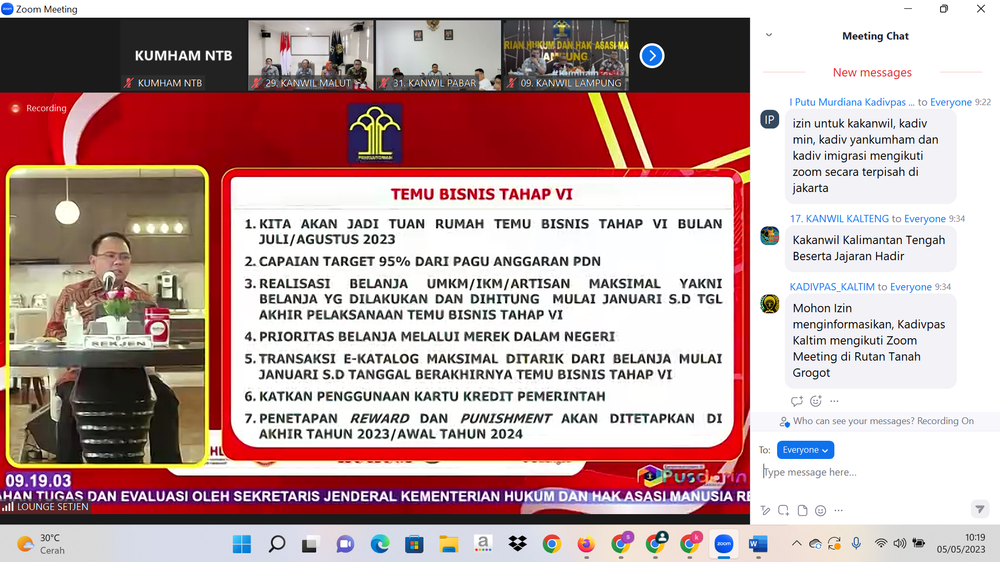 Zoom Meeting
KUMHAM NTB
KUMHAM NTB
29. KANWIL MALUT
31. KANWIL PABAR
RIAN HUKUM DAN HAK ASASI MA
#KumhamPasti
09. KANWIL LAMPUNG
Recording
PENGAYOMAN
TEMU BISNIS TAHAP VI
1. KITA AKAN JADI TUAN RUMAH TEMU BISNIS TAHAP VI BULAN
JULI/AGUSTUS 2023
2. CAPAIAN TARGET 95% DARI PAGU ANGGARAN PDN
3. REALISASI BELANJA UMKM/IKM/ARTISAN MAKSIMAL YAKNI
BELANJA YG DILAKUKAN DAN DIHITUNG MULAI JANUARI S.D TGL
AKHIR PELAKSANAAN TEMU BISNIS TAHAP VI
4. PRIORITAS BELANJA MELALUI MEREK DALAM NEGERI
5. TRANSAKSI E-KATALOG MAKSIMAL DITARIK DARI BELANJA MULAI
JANUARI S.D TANGGAL BERAKHIRNYA TEMU BISNIS TAHAP VI
6. KATKAN PENGGUNAAN KARTU KREDIT PEMERINTAH
7. PENETAPAN REWARD DAN PUNISHMENT AKAN DITETAPKAN DI
AKHIR TAHUN 2023/AWAL TAHUN 2024
SEKJEN
Pusdatin
09.19.03
AHAN TUGAS DAN EVALUASI OLEH SEKRETARIS JENDERAL KEMENTERIAN HUKUM DAN HAK ASASI MANUSIA RE
LOUNGE SETJEN
Meeting Chat
New messages
I Putu Murdiana Kadivpas ... to Everyone 9:22
IP
izin untuk kakanwil, kadiv
min, kadiv yankumham dan
kadiv imigrasi mengikuti
zoom secara terpisah di
jakarta
17. KANWIL KALTENG to Everyone 9:34
Kakanwil Kalimantan Tengah
Beserta Jajaran Hadir
KADIVPAS_KALTIM to Everyone 9:34
Mohon Izin
menginformasikan, Kadivpas
Kaltim mengikuti Zoom
Meeting di Rutan Tanah
Grogot
Who can see your messages? Recording On
To: Everyone
Type message here...
30°C
Cerah
10:19
05/05/2023